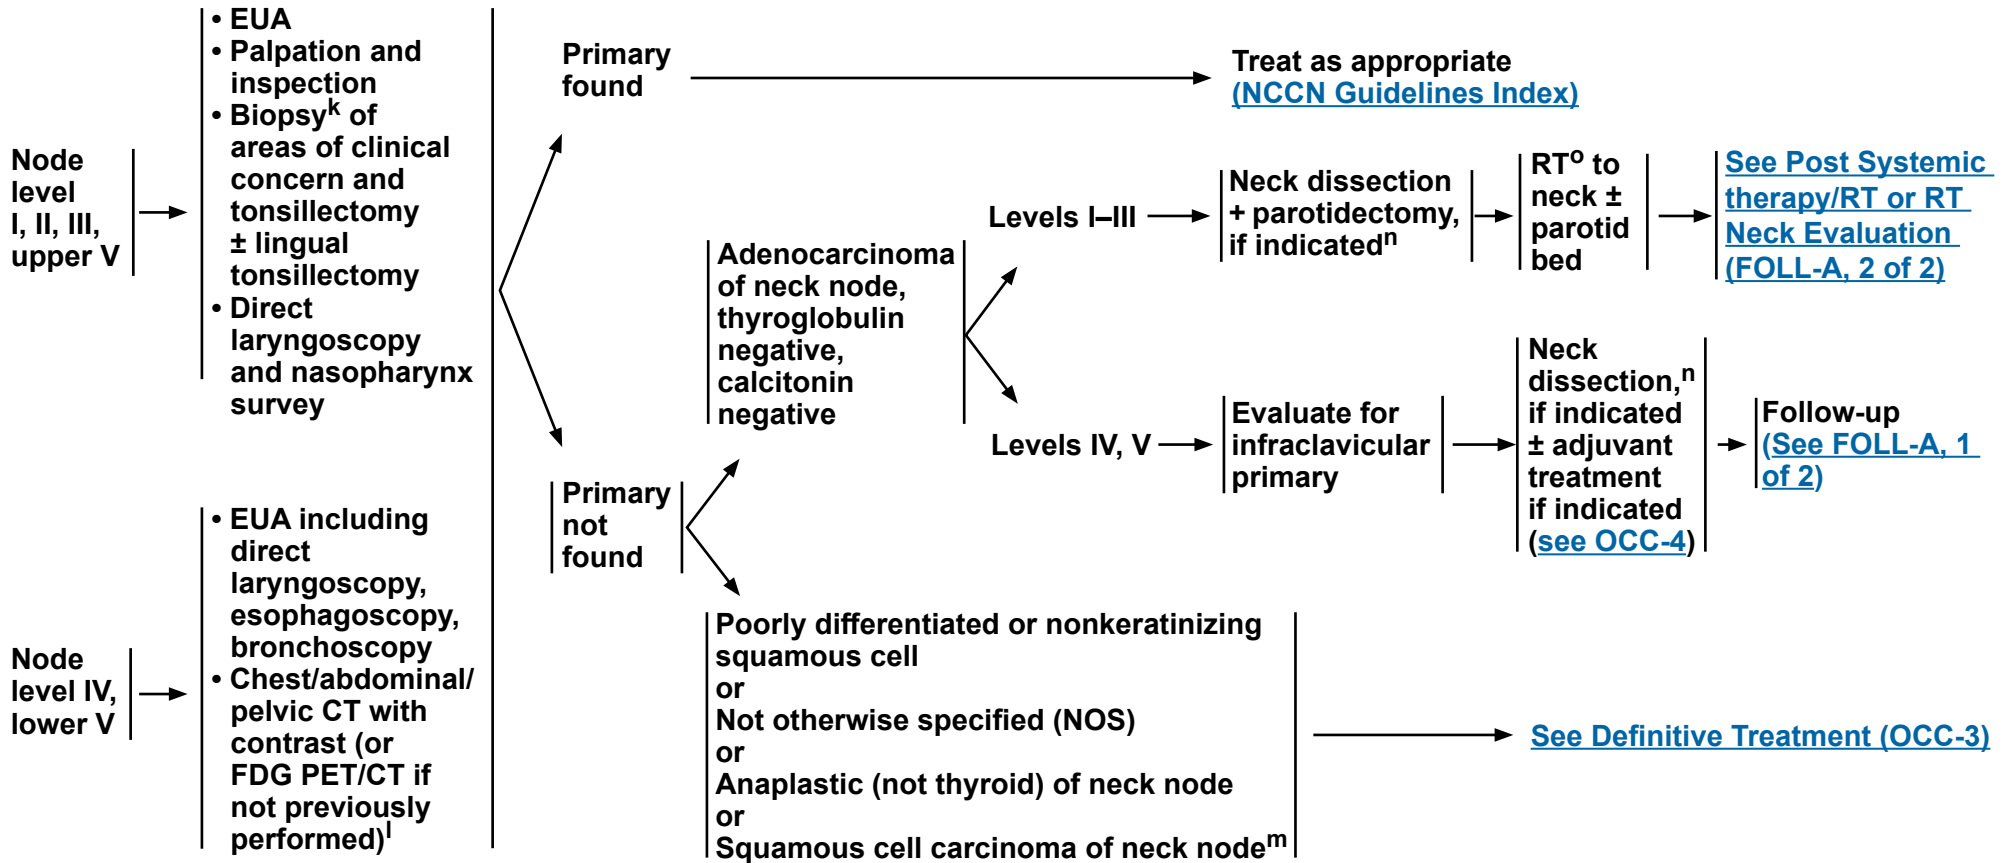 Node
level
I, II, III,
upper V
• EUA
• Palpation and
inspection
• Biopsyᵏ of
areas of clinical
concern and
tonsillectomy
± lingual
tonsillectomy
• Direct
laryngoscopy
and nasopharynx
survey
Node
level IV,
lower V
• EUA including
direct
laryngoscopy,
esophagoscopy,
bronchoscopy
• Chest/abdominal/
pelvic CT with
contrast (or
FDG PET/CT if
not previously
performed)ˡ
Primary
found
Treat as appropriate
(NCCN Guidelines Index)
Primary
not
found
Adenocarcinoma
of neck node,
thyroglobulin
negative,
calcitonin
negative
Levels I–III
Neck dissection
+ parotidectomy,
if indicatedⁿ
RTᵒ to
neck ±
parotid
bed
See Post Systemic
therapy/RT or RT
Neck Evaluation
(FOLL-A, 2 of 2)
Levels IV, V
Evaluate for
infraclavicular
primary
Neck
dissection,ⁿ
if indicated
± adjuvant
treatment
if indicated
(see OCC-4)
Follow-up
(See FOLL-A, 1
of 2)
Poorly differentiated or nonkeratinizing
squamous cell
or
Not otherwise specified (NOS)
or
Anaplastic (not thyroid) of neck node
or
Squamous cell carcinoma of neck nodeᵐ
See Definitive Treatment (OCC-3)